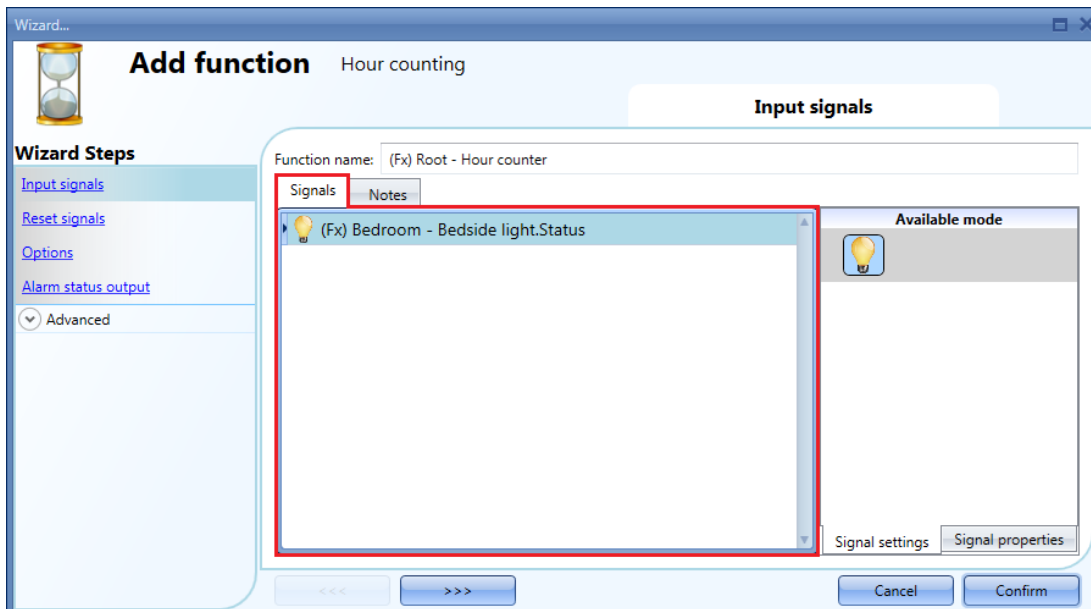 Wizard...
Add function Hour counting
Input signals
Wizard Steps
Input signals
Reset signals
Options
Alarm status output
Advanced
Function name: (Fx) Root - Hour counter
Signals Notes
(Fx) Bedroom - Bedside light.Status
Available mode
Signal settings Signal properties
<<< >>> Cancel Confirm